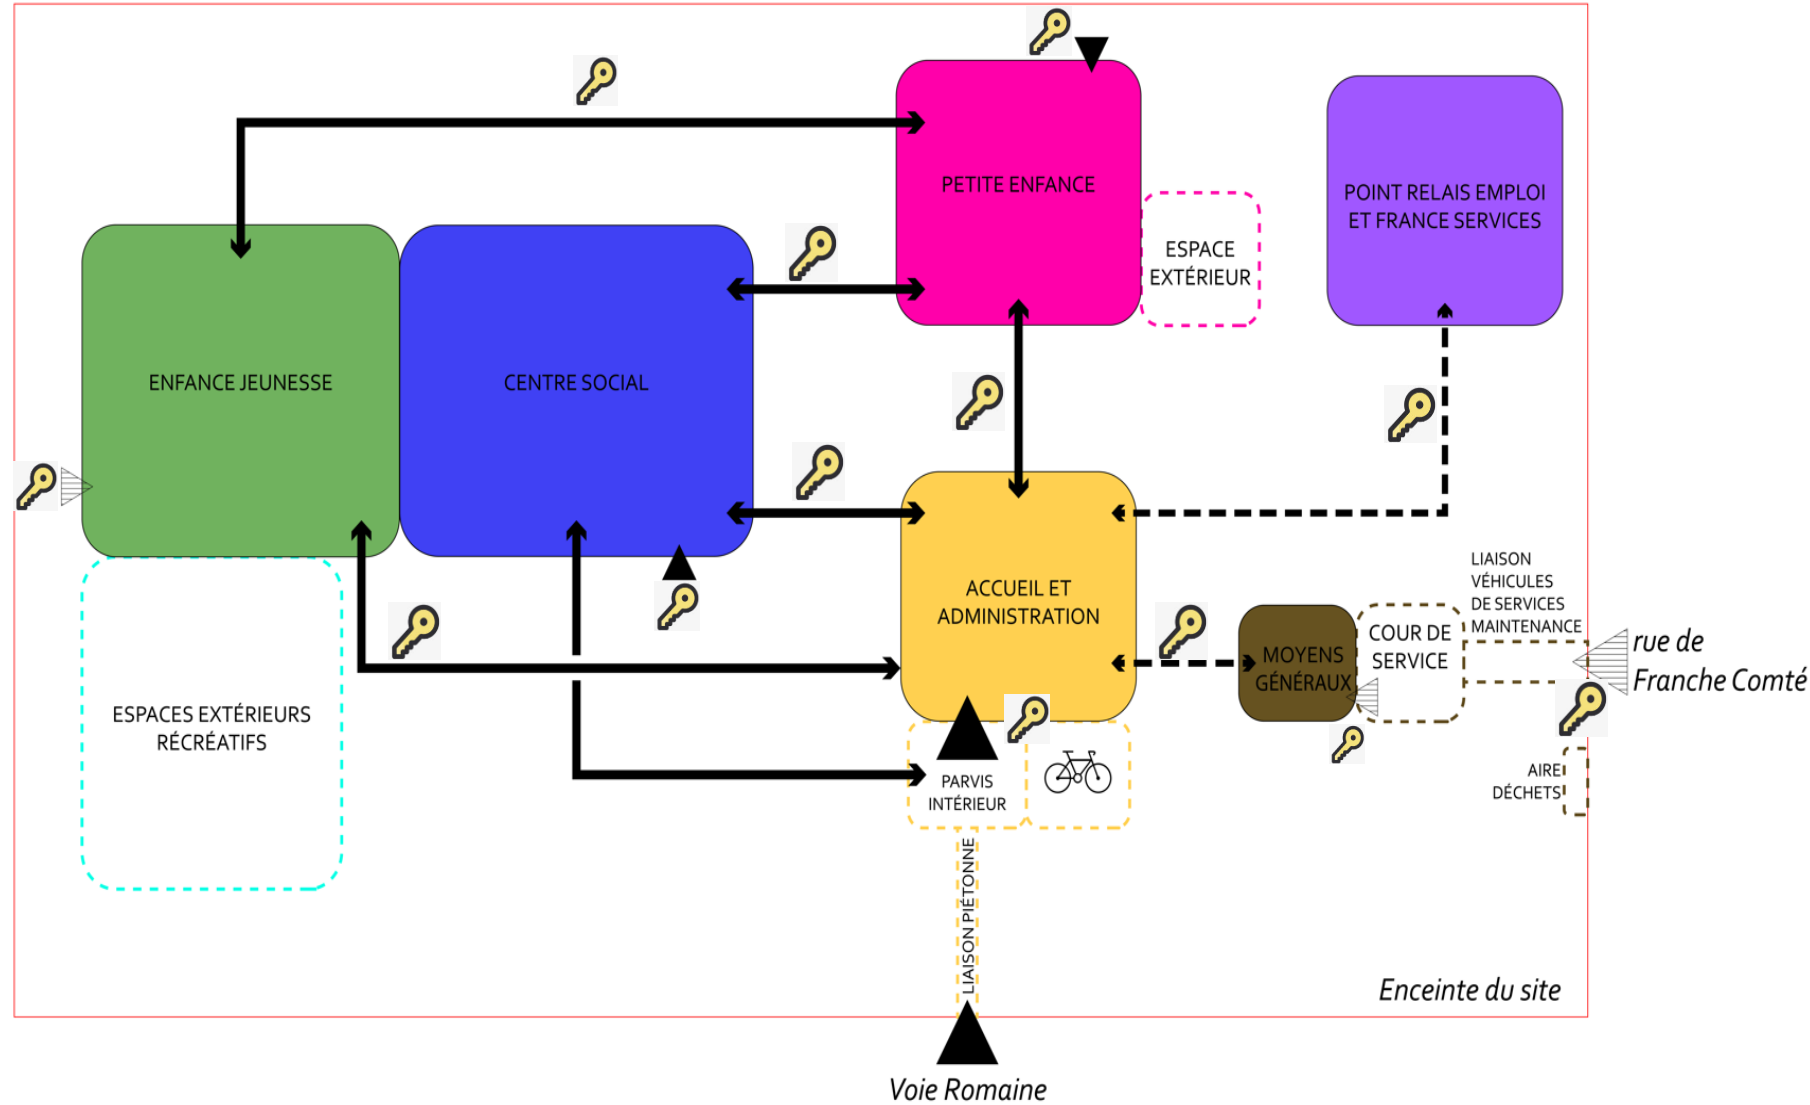 PETITE ENFANCE
POINT RELAIS EMPLOI
ET FRANCE SERVICES
ESPACE
EXTÉRIEUR
ENFANCE JEUNESSE
CENTRE SOCIAL
ACCUEIL ET
ADMINISTRATION
LIAISON
VÉHICULES
DE SERVICES
MAINTENANCE
COUR DE
SERVICE
MOYENS
GÉNÉRAUX
rue de
Franche Comté
ESPACES EXTÉRIEURS
RÉCRÉATIFS
PARVIS
INTÉRIEUR
AIRE
DÉCHETS
LIAISON PIÉTONNE
Enceinte du site
Voie Romaine